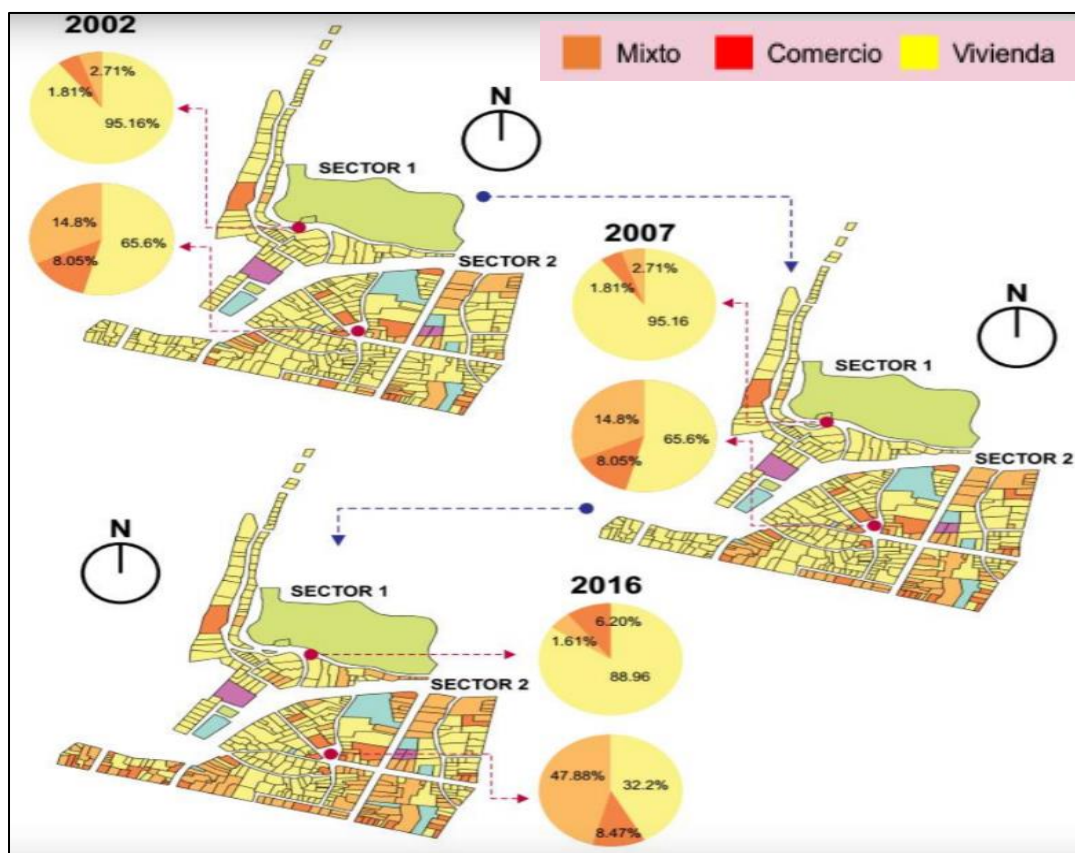 2002
Mixto
Comercio
Vivienda
2.71%
1.81%
95.16%
N
SECTOR 1
14.8%
65.6%
8.05%
SECTOR 2
2007
2.71%
1.81%
95.16
N
SECTOR 1
14.8%
65.6%
8.05%
SECTOR 2
N
2016
SECTOR 1
6.20%
1.61%
88.96
SECTOR 2
47.88%
32.2%
8.47%